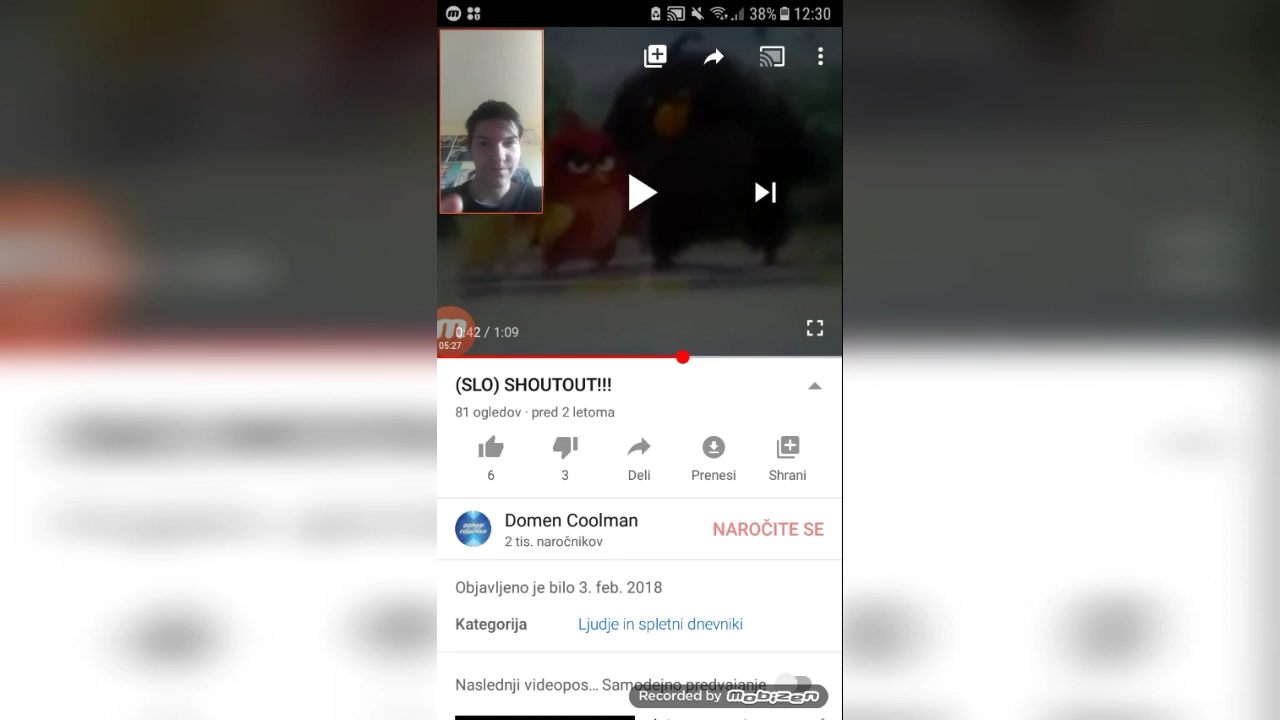 38% 12:30
0:42 / 1:09
05:27
(SLO) SHOUTOUT!!!
81 ogledov · pred 2 letoma
6 3 Deli Prenesi Shrani
Domen Coolman
2 tis. naročnikov
NAROČITE SE
Objavljeno je bilo 3. feb. 2018
Kategorija Ljudje in spletni dnevniki
Naslednji videopos... Samodejno predvajanje
Recorded by mobizen